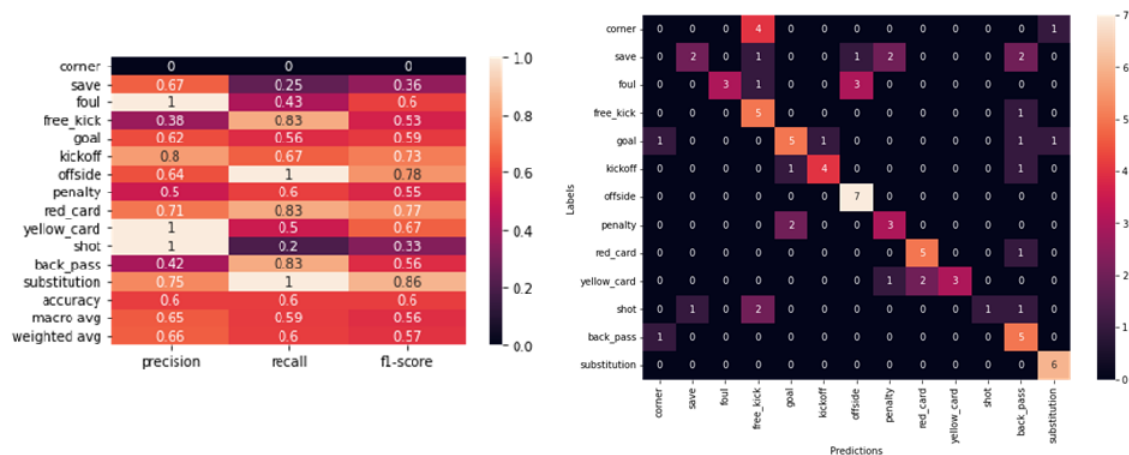 corner 0 0 0
save 0.67 0.25 0.36
foul 1 0.43 0.6
free_kick 0.38 0.83 0.53
goal 0.62 0.56 0.59
kickoff 0.8 0.67 0.73
offside 0.64 1 0.78
penalty 0.5 0.6 0.55
red_card 0.71 0.83 0.77
yellow_card 1 0.5 0.67
shot 1 0.2 0.33
back_pass 0.42 0.83 0.56
substitution 0.75 1 0.86
accuracy 0.6 0.6 0.6
macro avg 0.65 0.59 0.56
weighted avg 0.66 0.6 0.57
precision recall f1-score
1.0
0.8
0.6
0.4
0.2
0.0
Labels
corner 0 0 0 4 0 0 0 0 0 0 0 0 1
save 0 2 0 1 0 0 1 2 0 0 0 2 0
foul 0 0 3 1 0 0 3 0 0 0 0 0 0
free_kick 0 0 0 5 0 0 0 0 0 0 0 1 0
goal 1 0 0 0 5 1 0 0 0 0 0 1 1
kickoff 0 0 0 0 1 4 0 0 0 0 0 1 0
offside 0 0 0 0 0 0 7 0 0 0 0 0 0
penalty 0 0 0 0 2 0 0 3 0 0 0 0 0
red_card 0 0 0 0 0 0 0 0 5 0 0 1 0
yellow_card 0 0 0 0 0 0 0 1 2 3 0 0 0
shot 0 1 0 2 0 0 0 0 0 0 1 1 0
back_pass 1 0 0 0 0 0 0 0 0 0 0 5 0
substitution 0 0 0 0 0 0 0 0 0 0 0 0 6
corner save foul free_kick goal kickoff offside penalty red_card yellow_card shot back_pass substitution
Predictions
7
6
5
4
3
2
1
0